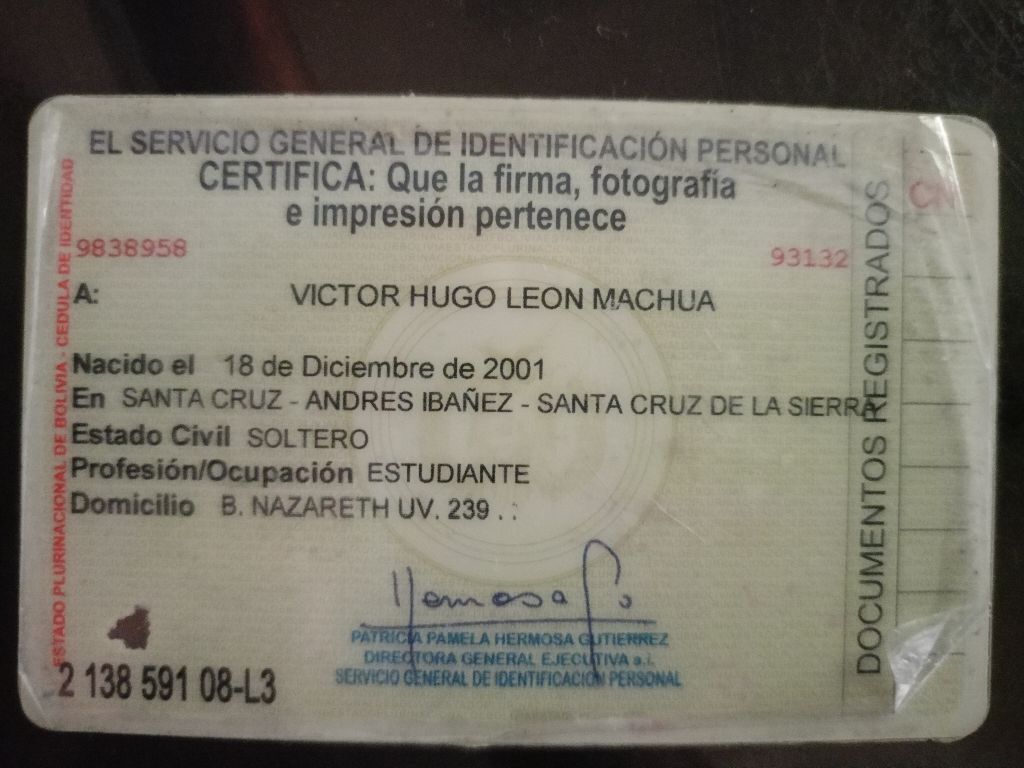 EL SERVICIO GENERAL DE IDENTIFICACIÓN PERSONAL
CERTIFICA: Que la firma, fotografía
e impresión pertenece
9838958
93132
A: VICTOR HUGO LEON MACHUA
Nacido el 18 de Diciembre de 2001
En SANTA CRUZ - ANDRES IBAÑEZ - SANTA CRUZ DE LA SIERRA
Estado Civil SOLTERO
Profesión/Ocupación ESTUDIANTE
Domicilio B. NAZARETH UV. 239 . .
PATRICIA PAMELA HERMOSA GUTIERREZ
DIRECTORA GENERAL EJECUTIVA a.i.
SERVICIO GENERAL DE IDENTIFICACIÓN PERSONAL
2 138 591 08-L3
ESTADO PLURINACIONAL DE BOLIVIA - CEDULA DE IDENTIDAD
DOCUMENTOS REGISTRADOS
CN